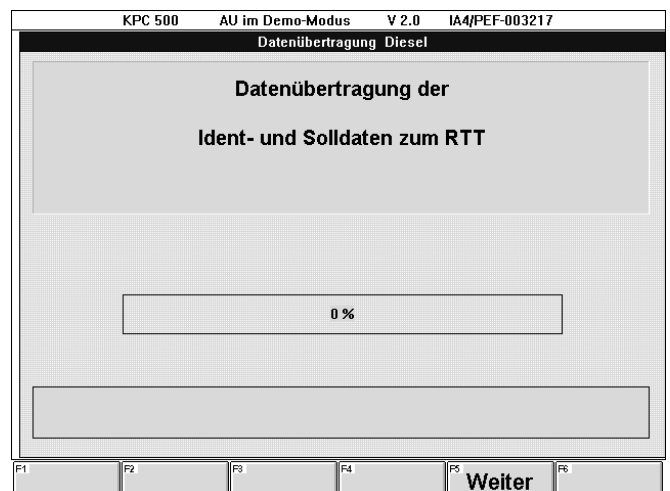 KPC 500 AU im Demo-Modus V 2.0 IA4/PEF-003217
Datenübertragung Diesel
Datenübertragung der
Ident- und Solldaten zum RTT
0 %
F1 F2 F3 F4 F5 Weiter F6